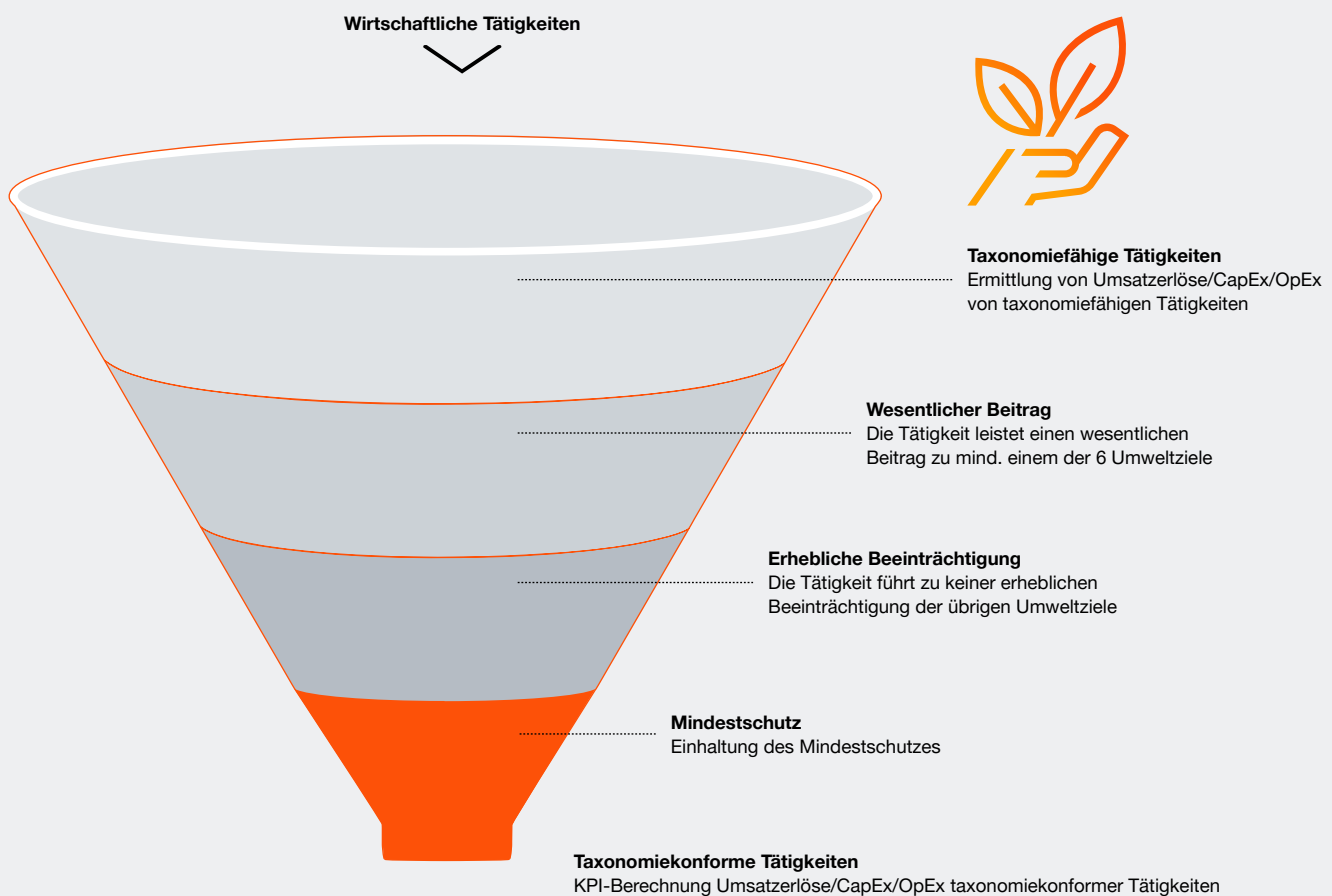 Wirtschaftliche Tätigkeiten
Taxonomiefähige Tätigkeiten
Ermittlung von Umsatzerlöse/CapEx/OpEx
von taxonomiefähigen Tätigkeiten
Wesentlicher Beitrag
Die Tätigkeit leistet einen wesentlichen
Beitrag zu mind. einem der 6 Umweltziele
Erhebliche Beeinträchtigung
Die Tätigkeit führt zu keiner erheblichen
Beeinträchtigung der übrigen Umweltziele
Mindestschutz
Einhaltung des Mindestschutzes
Taxonomiekonforme Tätigkeiten
KPI-Berechnung Umsatzerlöse/CapEx/OpEx taxonomiekonformer Tätigkeiten